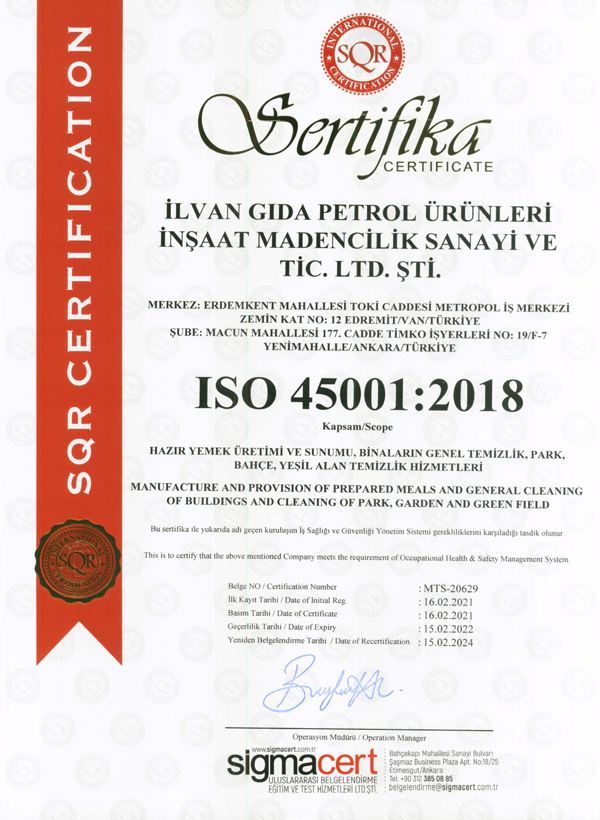 INTERNATIONAL
SQR
CERTIFICATION
Sertifika
CERTIFICATE
SQR CERTIFICATION
İLVAN GIDA PETROL ÜRÜNLERİ
İNŞAAT MADENCİLİK SANAYİ VE
TİC. LTD. ŞTİ.
MERKEZ: ERDEMKENT MAHALLESİ TOKİ CADDESİ METROPOL İŞ MERKEZİ
ZEMİN KAT NO: 12 EDREMİT/VAN/TÜRKİYE
ŞUBE: MACUN MAHALLESİ 177. CADDE TİMKO İŞYERLERİ NO: 19/F-7
YENİMAHALLE/ANKARA/TÜRKİYE
ISO 45001:2018
Kapsam/Scope
HAZIR YEMEK ÜRETİMİ VE SUNUMU, BİNALARIN GENEL TEMİZLİK, PARK,
BAHÇE, YEŞİL ALAN TEMİZLİK HİZMETLERİ
MANUFACTURE AND PROVISION OF PREPARED MEALS AND GENERAL CLEANING
OF BUILDINGS AND CLEANING OF PARK, GARDEN AND GREEN FIELD
Bu sertifika ile yukarıda adı geçen kuruluşun İş Sağlığı ve Güvenliği Yönetim Sistemi gerekliliklerini karşıladığı tasdik olunur.
This is to certify that the above mentioned Company meets the requirement of Occupational Health & Safety Management System.
INTERNATIONAL
SQR
CERTIFICATION
Belge NO / Certification Number : MTS-20629
İlk Kayıt Tarihi / Date of Initial Reg. : 16.02.2021
Basım Tarihi / Date of Certificate : 16.02.2021
Geçerlilik Tarihi / Date of Expiry : 15.02.2022
Yeniden Belgelendirme Tarihi / Date of Recertification : 15.02.2024
Operasyon Müdürü / Operation Manager
www.sigmacert.com.tr
sigmacert
ULUSLARARASI BELGELENDİRME
EĞİTİM VE TEST HİZMETLERİ LTD.ŞTİ.
Bahçekapı Mahallesi Sanayi Bulvarı
Şaşmaz Business Plaza Apt. No:18/25
Etimesgut/Ankara
Tel: +90 312 385 08 85
belgelendirme@sigmacert.com.tr